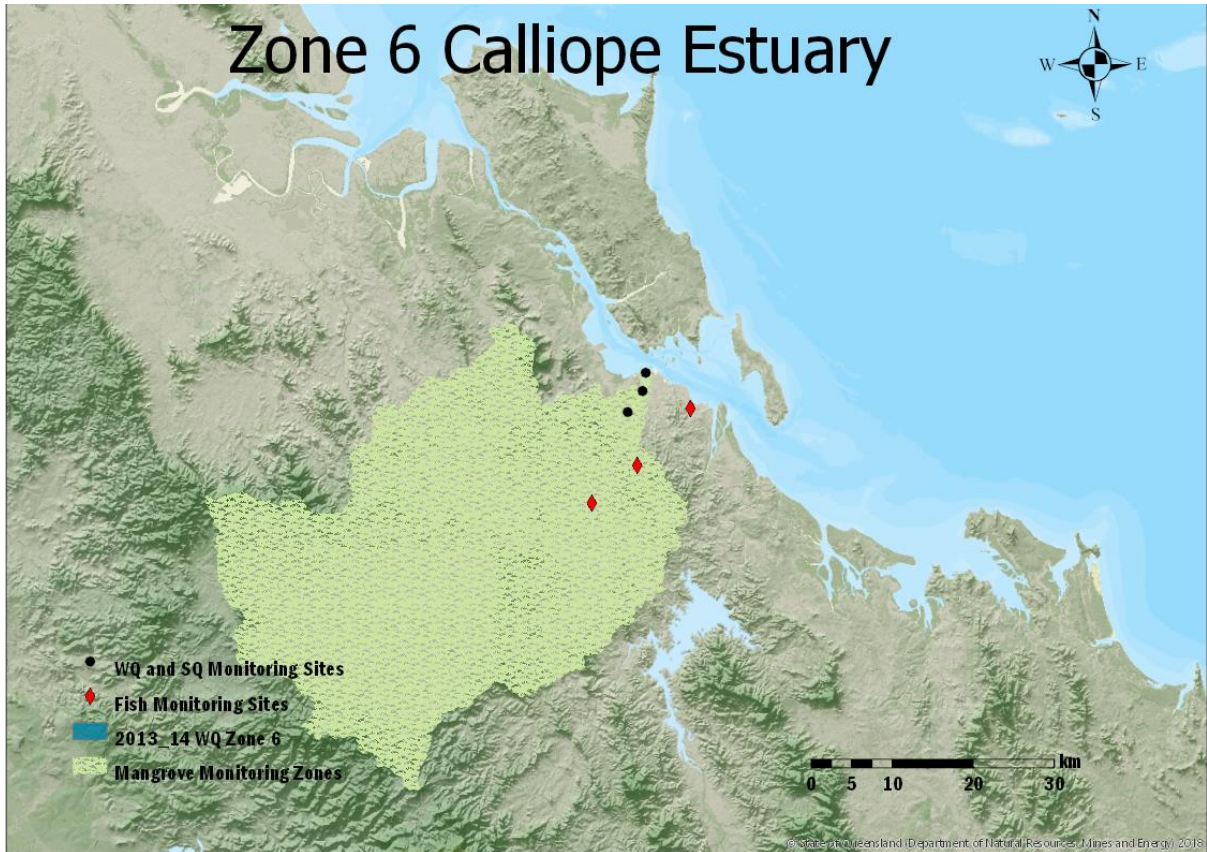 Zone 6 Calliope Estuary
N
W E
S
WQ and SQ Monitoring Sites
Fish Monitoring Sites
2013_14 WQ Zone 6
Mangrove Monitoring Zones
km
0 5 10 20 30
© State of Queensland (Department of Natural Resources, Mines and Energy) 2018